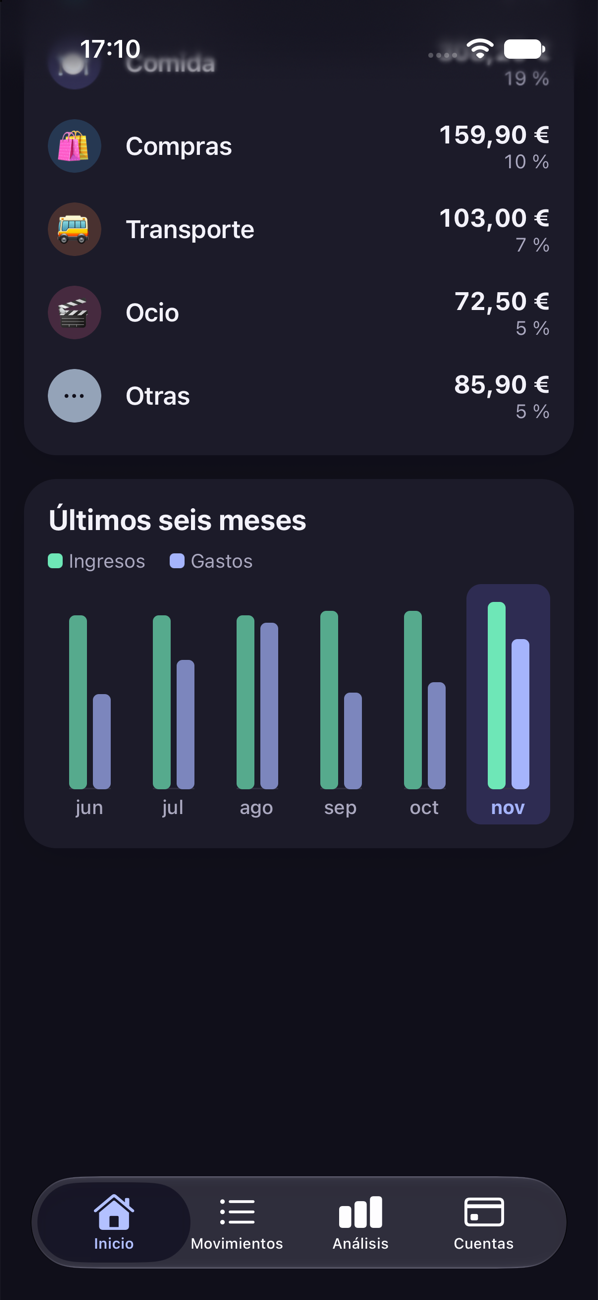 17:10
Comida
19 %
Compras
159,90 €
10 %
Transporte
103,00 €
7 %
Ocio
72,50 €
5 %
Otras
85,90 €
5 %
Últimos seis meses
Ingresos
Gastos
jun
jul
ago
sep
oct
nov
Inicio
Movimientos
Análisis
Cuentas